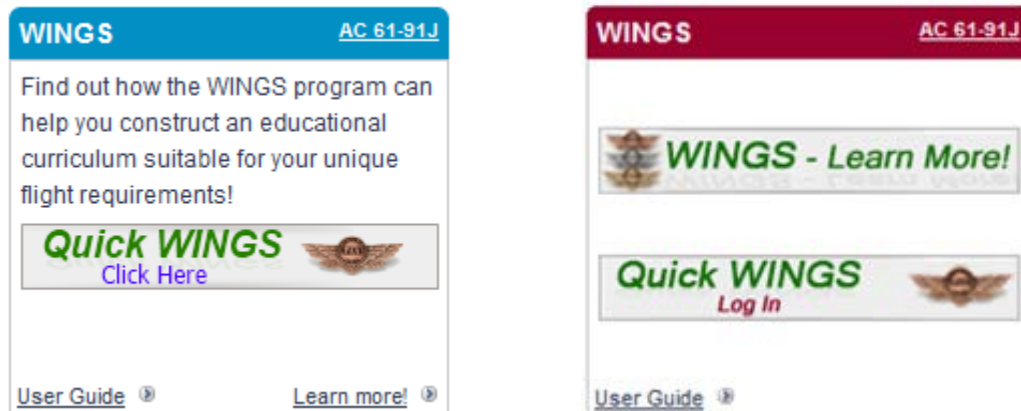 WINGS AC 61-91J
Find out how the WINGS program can
help you construct an educational
curriculum suitable for your unique
flight requirements!
Quick WINGS
Click Here
User Guide Learn more!
WINGS AC 61-91J
WINGS - Learn More!
Quick WINGS
Log In
User Guide